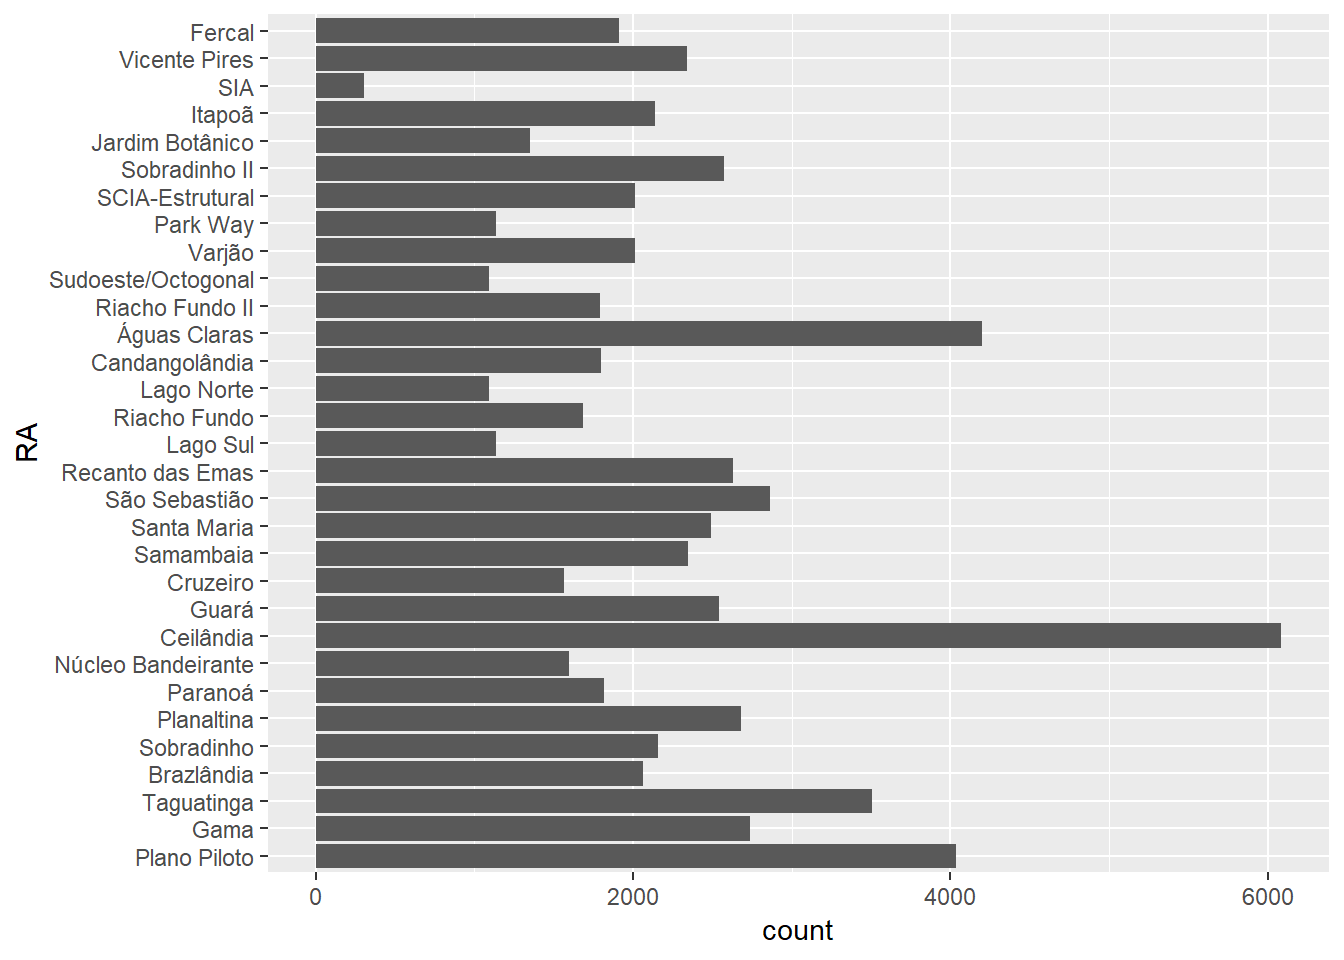 Fercal
Vicente Pires
SIA
Itapoã
Jardim Botânico
Sobradinho II
SCIA-Estrutural
Park Way
Varjão
Sudoeste/Octogonal
Riacho Fundo II
Águas Claras
Candangolândia
Lago Norte
Riacho Fundo
Lago Sul
Recanto das Emas
São Sebastião
Santa Maria
Samambaia
Cruzeiro
Guará
Ceilândia
Núcleo Bandeirante
Paranoá
Planaltina
Sobradinho
Brazlândia
Taguatinga
Gama
Plano Piloto
RA
0 2000 4000 6000
count